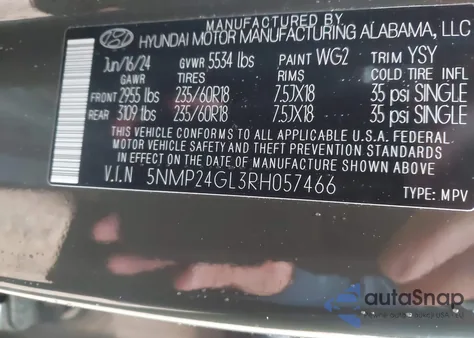 MANUFACTURED BY
HYUNDAI MOTOR MANUFACTURING ALABAMA, LLC
Jun/16/24 GVWR 5534 lbs PAINT WG2 TRIM YSY
GAWR TIRES RIMS COLD TIRE INFL
FRONT 2955 lbs 235/60R18 7.5JX18 35 psi SINGLE
REAR 3109 lbs 235/60R18 7.5JX18 35 psi SINGLE
THIS VEHICLE CONFORMS TO ALL APPLICABLE U.S.A. FEDERAL
MOTOR VEHICLE SAFETY AND THEFT PREVENTION STANDARDS
IN EFFECT ON THE DATE OF MANUFACTURE SHOWN ABOVE
V.I.N 5NMP24GL3RH057466
TYPE: MPV
autoSnap